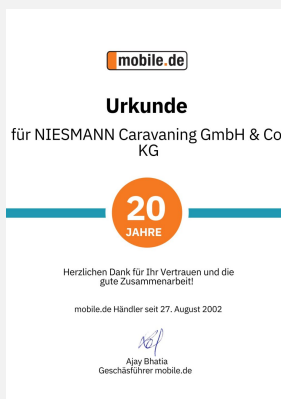 mobile.de
Urkunde
für NIESMANN Caravaning GmbH & Co
KG
20
JAHRE
Herzlichen Dank für Ihr Vertrauen und die
gute Zusammenarbeit!
mobile.de Händler seit 27. August 2002
Ajay Bhatia
Geschäsführer mobile.de